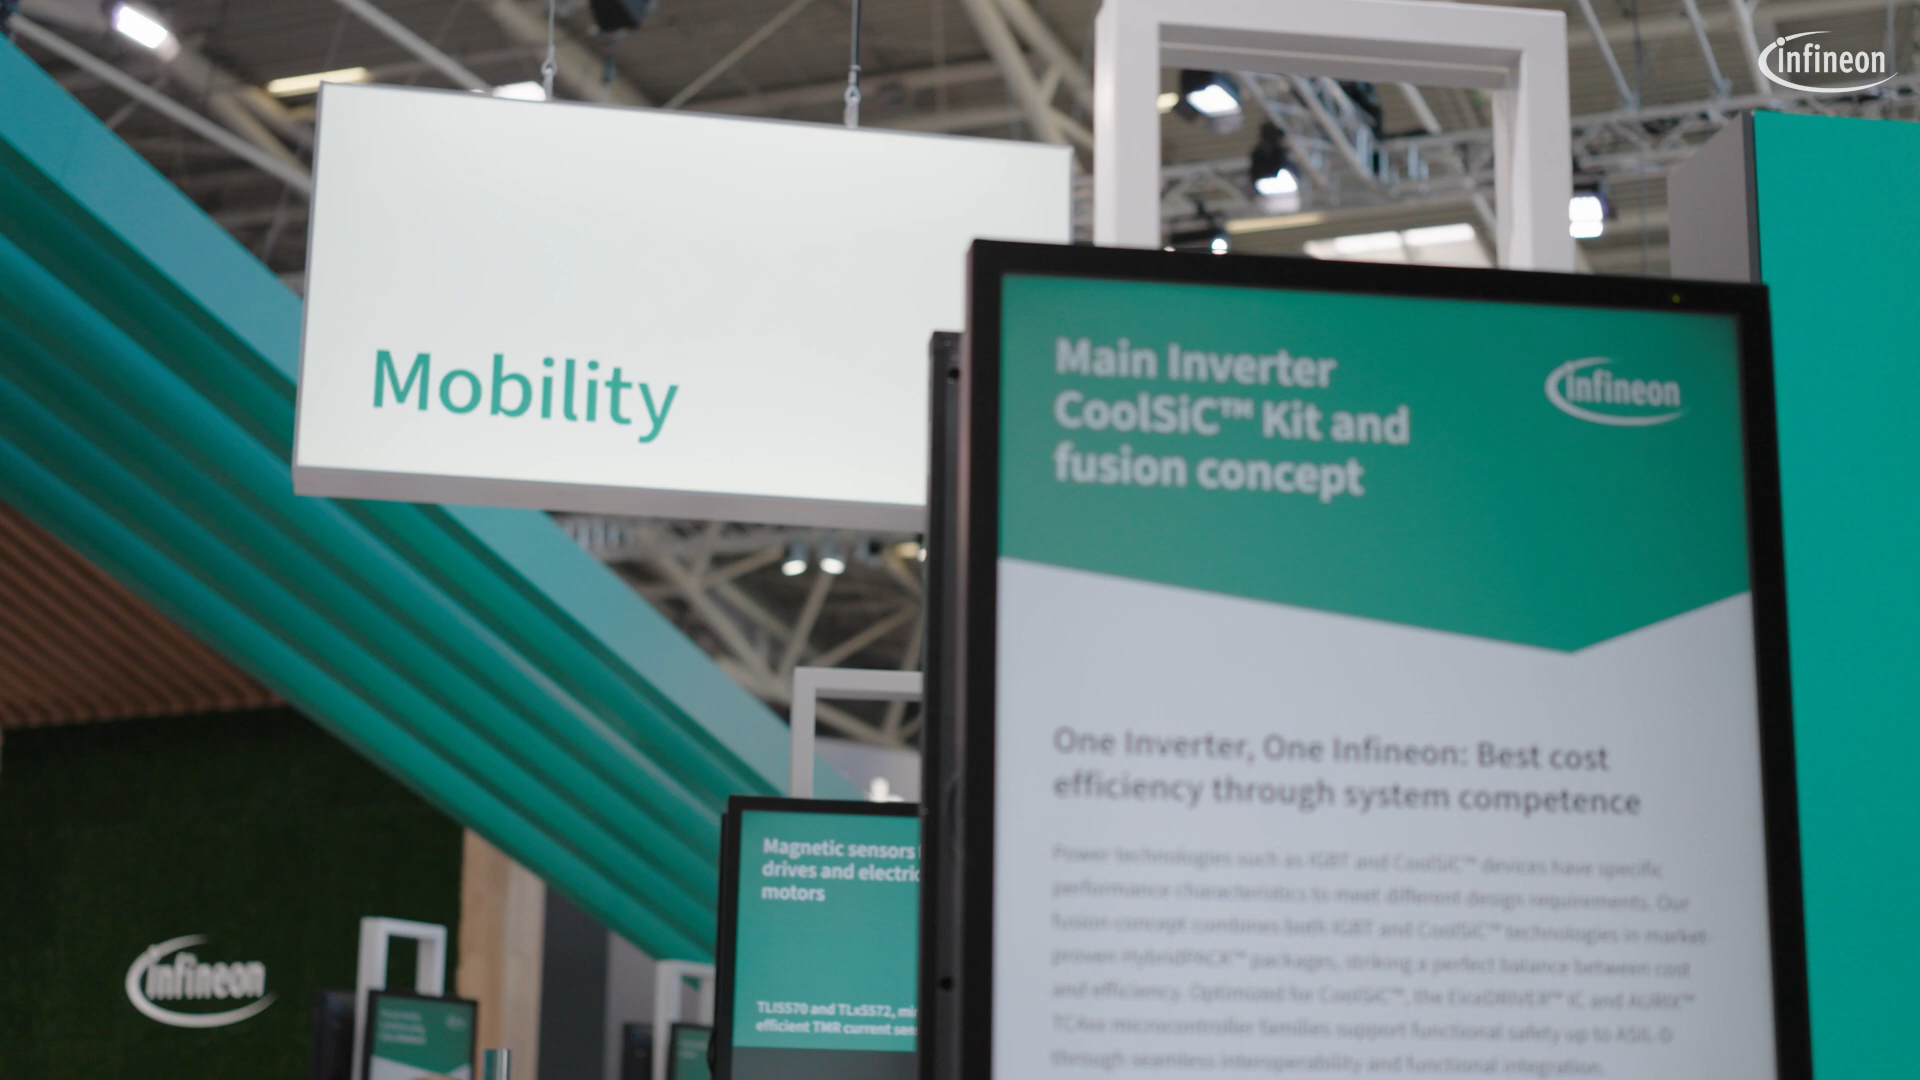 infineon
Mobility
Main Inverter
CoolSiC™ Kit and
fusion concept
infineon
One Inverter, One Infineon: Best cost
efficiency through system competence
Power technologies such as IGBT and CoolSiC™ devices have specific
performance characteristics to meet different design requirements. Our
fusion concept combines both IGBT and CoolSiC™ technologies in market-
proven HybridPACK™ packages, striking a perfect balance between cost
and efficiency. Optimized for CoolSiC™, the EiceDRIVER™ IC and AURIX™
TC4xx microcontroller families support functional safety up to ASIL-D
through seamless interoperability and functional integration.
Magnetic sensors
drives and electric
motors
TLI5570 and TLx5572,
efficient TMR current
infineon